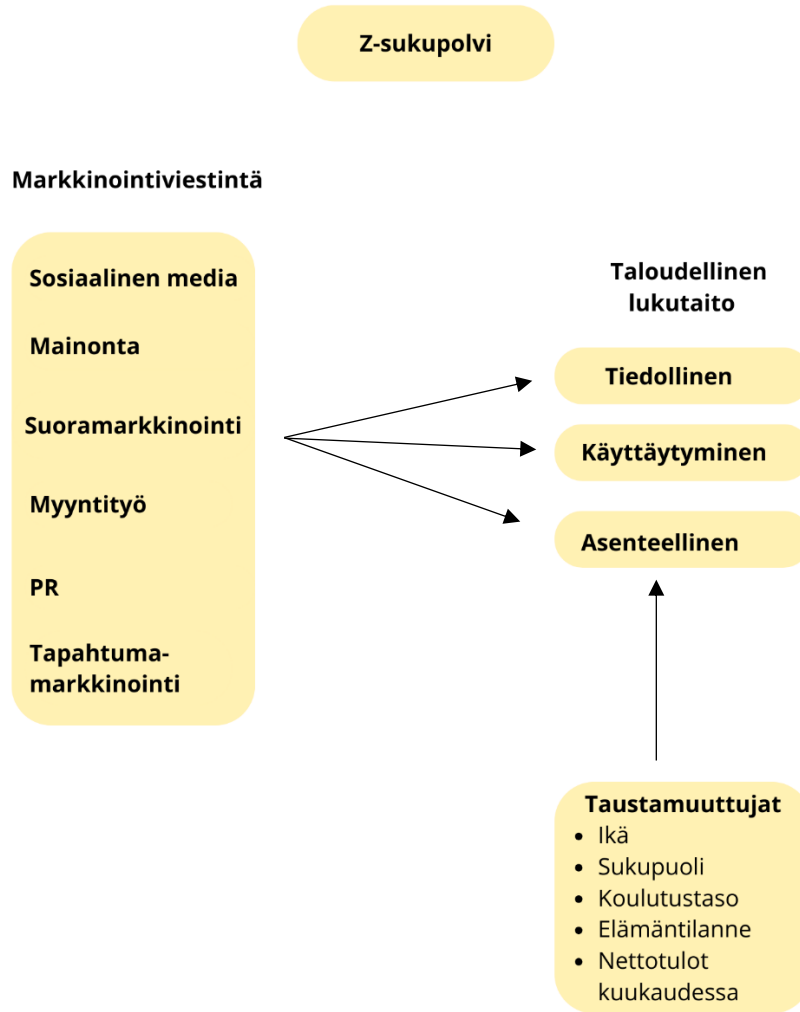 Z-sukupolvi
Markkinointiviestintä
Sosiaalinen media
Mainonta
Suoramarkkinointi
Myyntityö
PR
Tapahtuma-
markkinointi
Taloudellinen
lukutaito
Tiedollinen
Käyttäytyminen
Asenteellinen
Taustamuuttujat
• Ikä
• Sukupuoli
• Koulutustaso
• Elämäntilanne
• Nettotulot
kuukaudessa